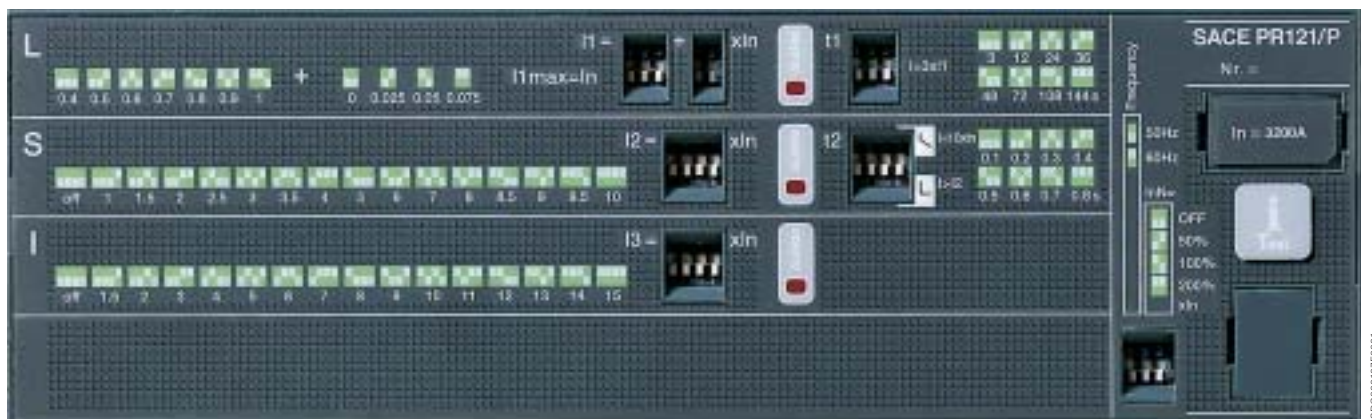 L
0.4 0.5 0.6 0.7 0.8 0.9 1 + 0 0.025 0.05 0.075
I1 = + xIn
I1max=In
t1
3 12 24 36
48 72 108 144 s
S
off 1 1.5 2 2.5 3 3.5 4 5 6 7 8 8.5 9 9.5 10
I2 = xIn
t2
0.1 0.2 0.3 0.4
0.5 0.6 0.7 0.8 s
I
off 1.5 2 3 4 5 6 7 8 9 10 11 12 13 14 15
I3 = xIn
Frequency
50Hz
60Hz
InN=
OFF
50%
100%
200%
xIn
SACE PR121/P
Nr. =
In = 3200A
Test